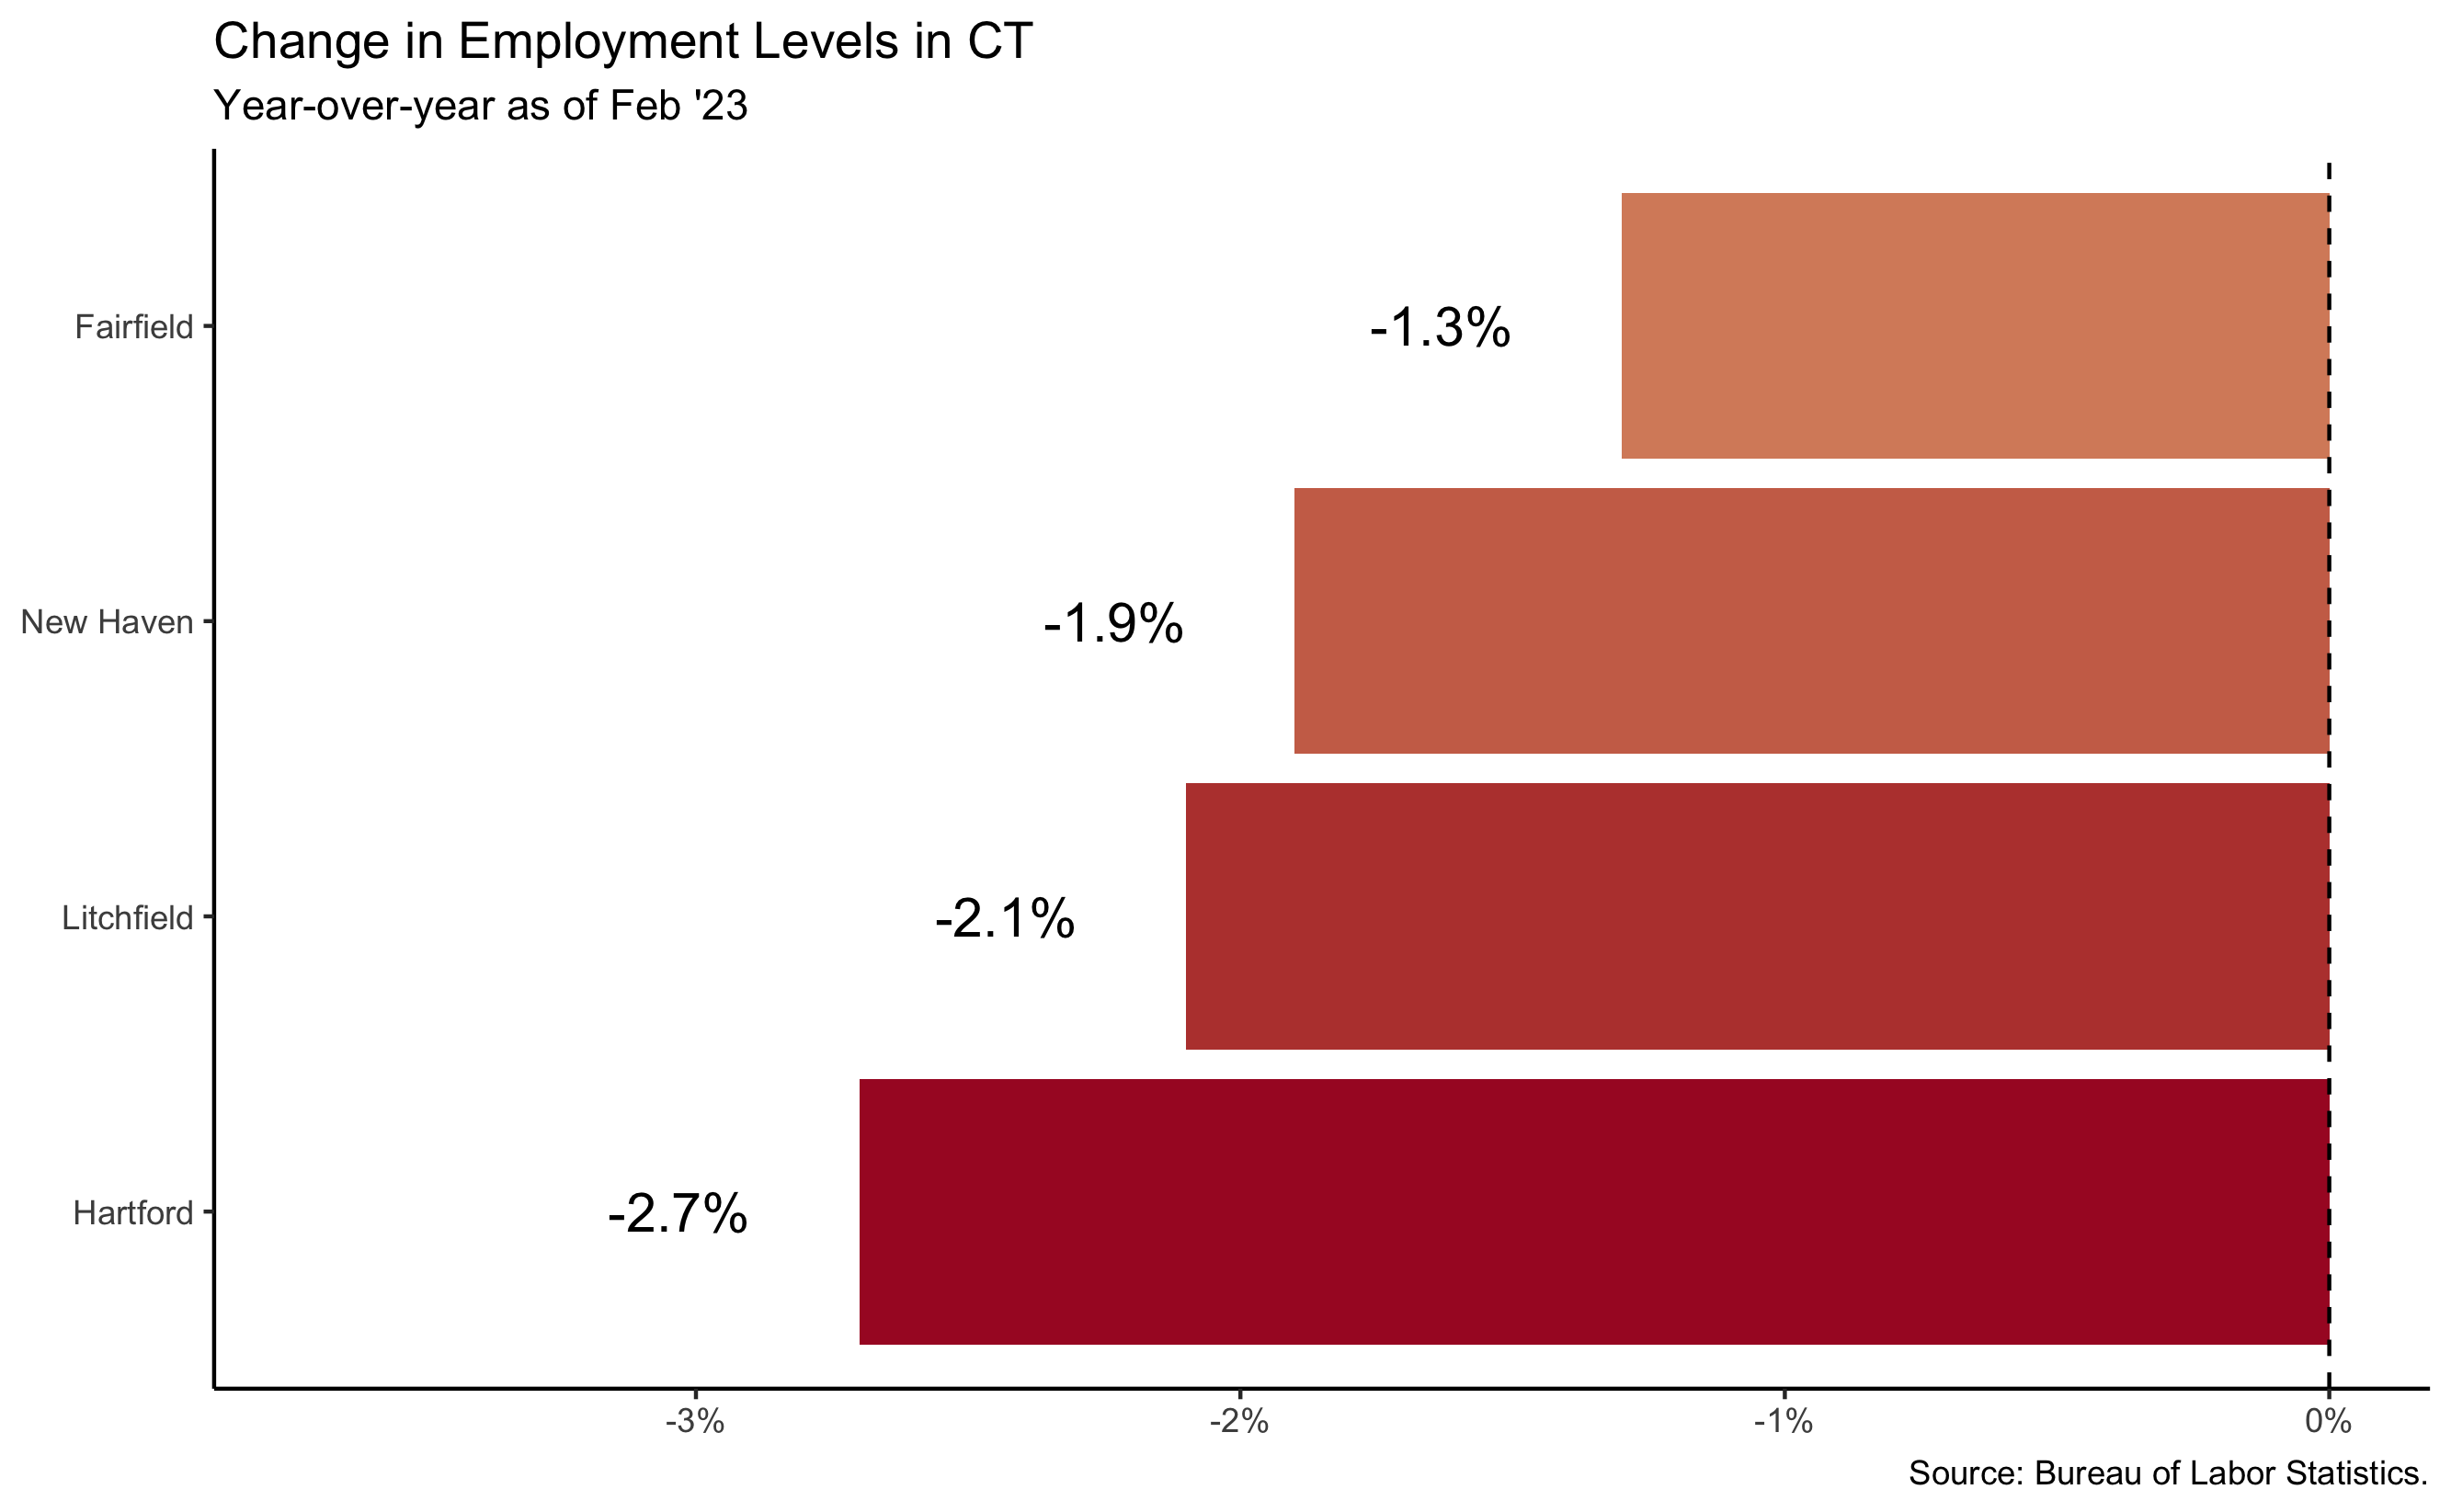 Change in Employment Levels in CT
Year-over-year as of Feb '23
Fairfield
-1.3%
New Haven
-1.9%
Litchfield
-2.1%
Hartford
-2.7%
-3%
-2%
-1%
0%
Source: Bureau of Labor Statistics.